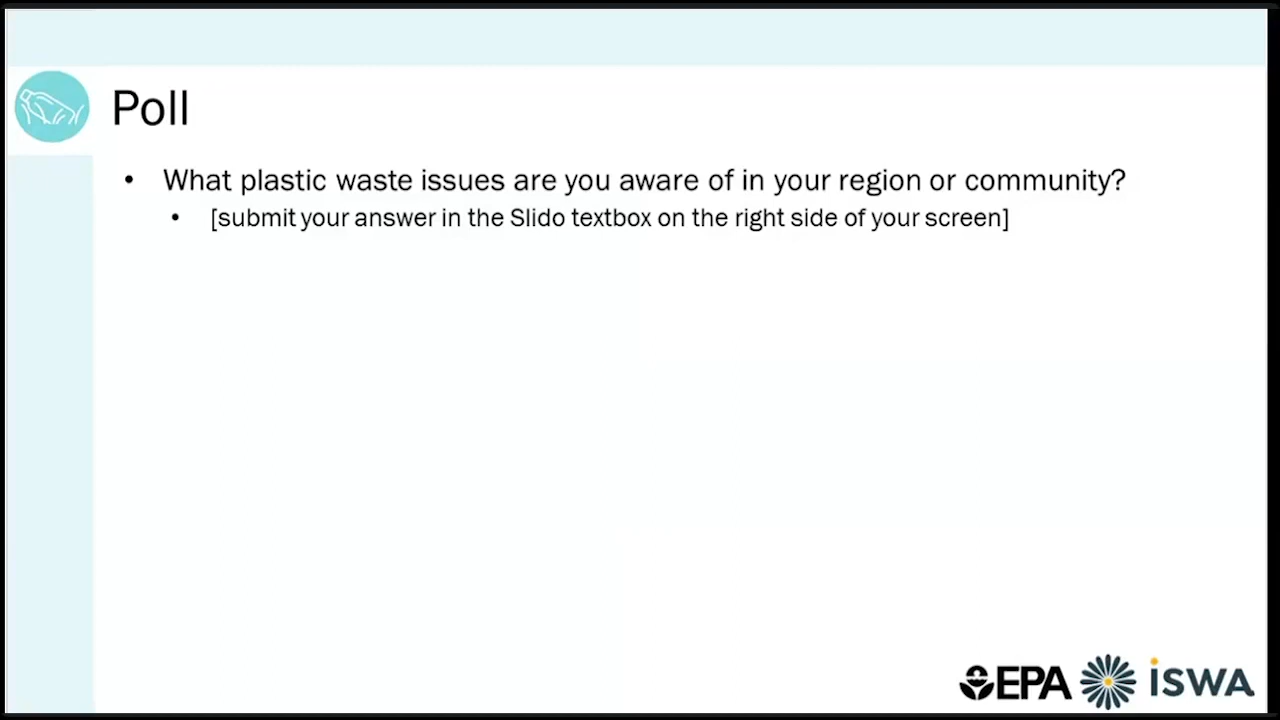 Poll
• What plastic waste issues are you aware of in your region or community?
• [submit your answer in the Slido textbox on the right side of your screen]
EPA iSWA